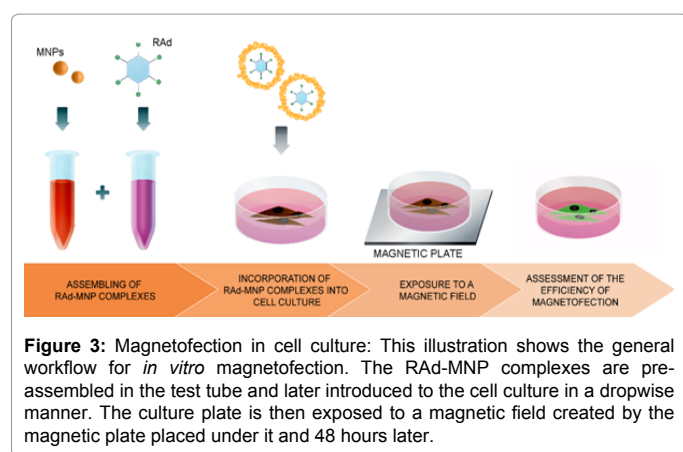 MNPs
RAd
+
MAGNETIC PLATE
ASSEMBLING OF
RAd-MNP COMPLEXES
INCORPORATION OF
RAd-MNP COMPLEXES INTO
CELL CULTURE
EXPOSURE TO A
MAGNETIC FIELD
ASSESSMENT OF THE
EFFICIENCY OF
MAGNETOFECTION
Figure 3: Magnetofection in cell culture: This illustration shows the general
workflow for in vitro magnetofection. The RAd-MNP complexes are pre-
assembled in the test tube and later introduced to the cell culture in a dropwise
manner. The culture plate is then exposed to a magnetic field created by the
magnetic plate placed under it and 48 hours later.